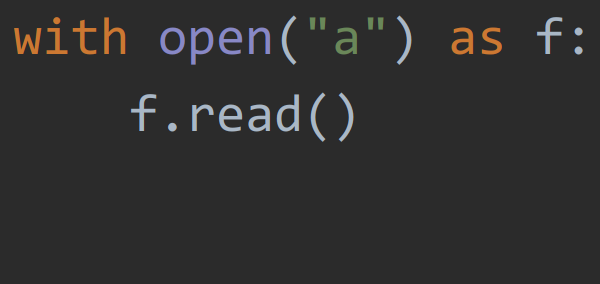 with open("a") as f:
    f.read()